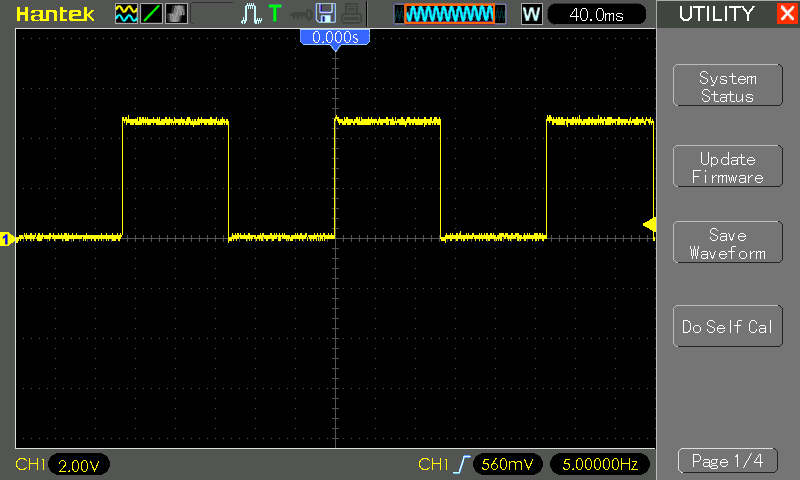 Hantek
T
W
40.0ms
UTILITY
0.000s
System
Status
Update
Firmware
Save
Waveform
1
Do Self Cal
CH1 2.00V
CH1 560mV 5.00000Hz
Page 1/4